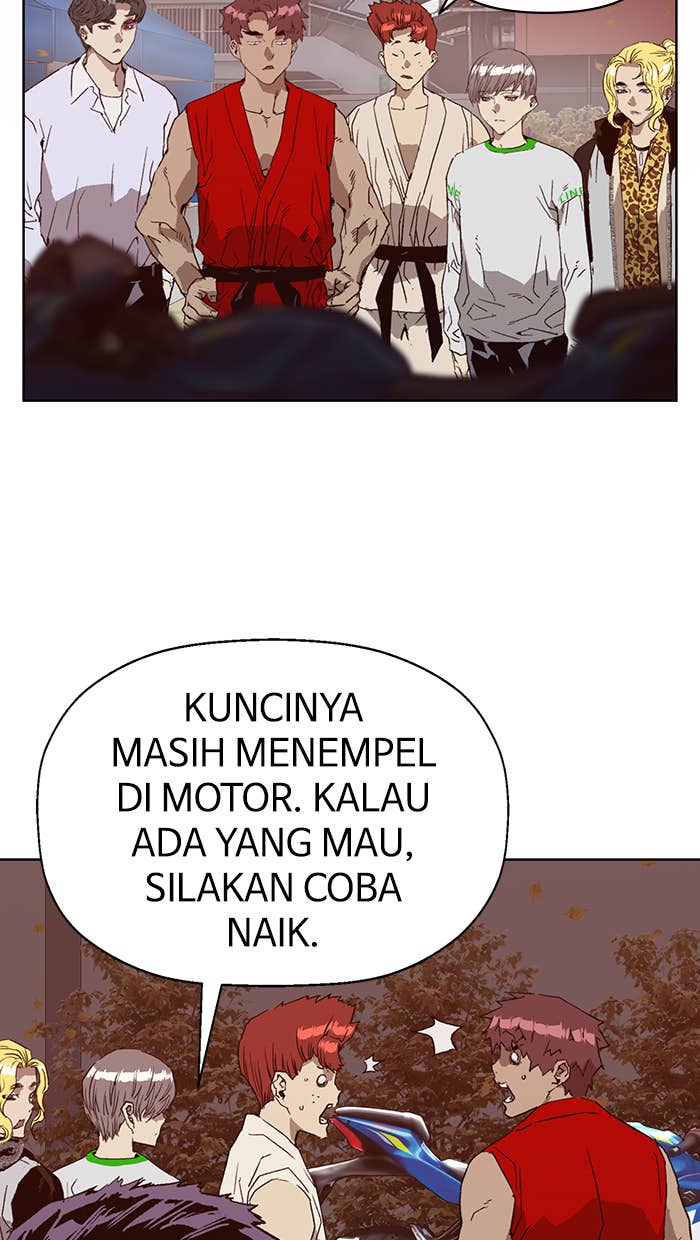 KUNCINYA
MASIH MENEMPEL
DI MOTOR. KALAU
ADA YANG MAU,
SILAKAN COBA
NAIK.